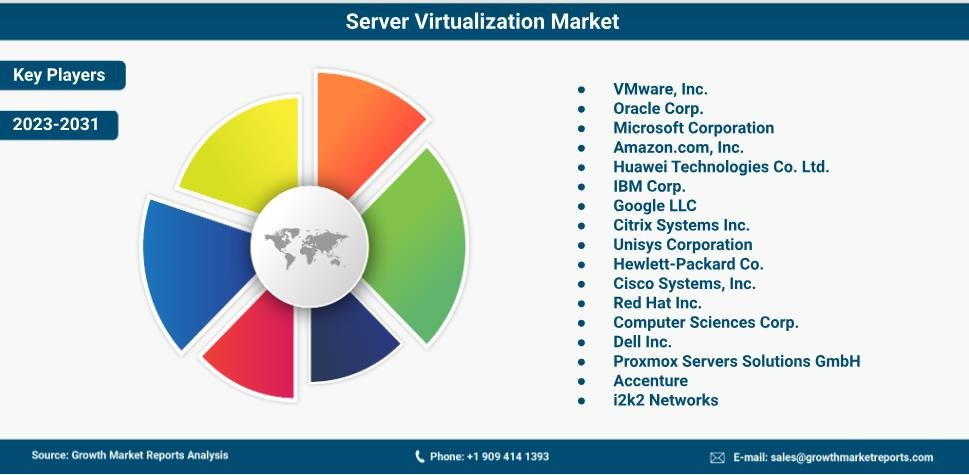 Server Virtualization Market
Key Players
2023-2031
● VMware, Inc.
● Oracle Corp.
● Microsoft Corporation
● Amazon.com, Inc.
● Huawei Technologies Co. Ltd.
● IBM Corp.
● Google LLC
● Citrix Systems Inc.
● Unisys Corporation
● Hewlett-Packard Co.
● Cisco Systems, Inc.
● Red Hat Inc.
● Computer Sciences Corp.
● Dell Inc.
● Proxmox Servers Solutions GmbH
● Accenture
● i2k2 Networks
Source: Growth Market Reports Analysis
Phone: +1 909 414 1393
E-mail: sales@growthmarketreports.com